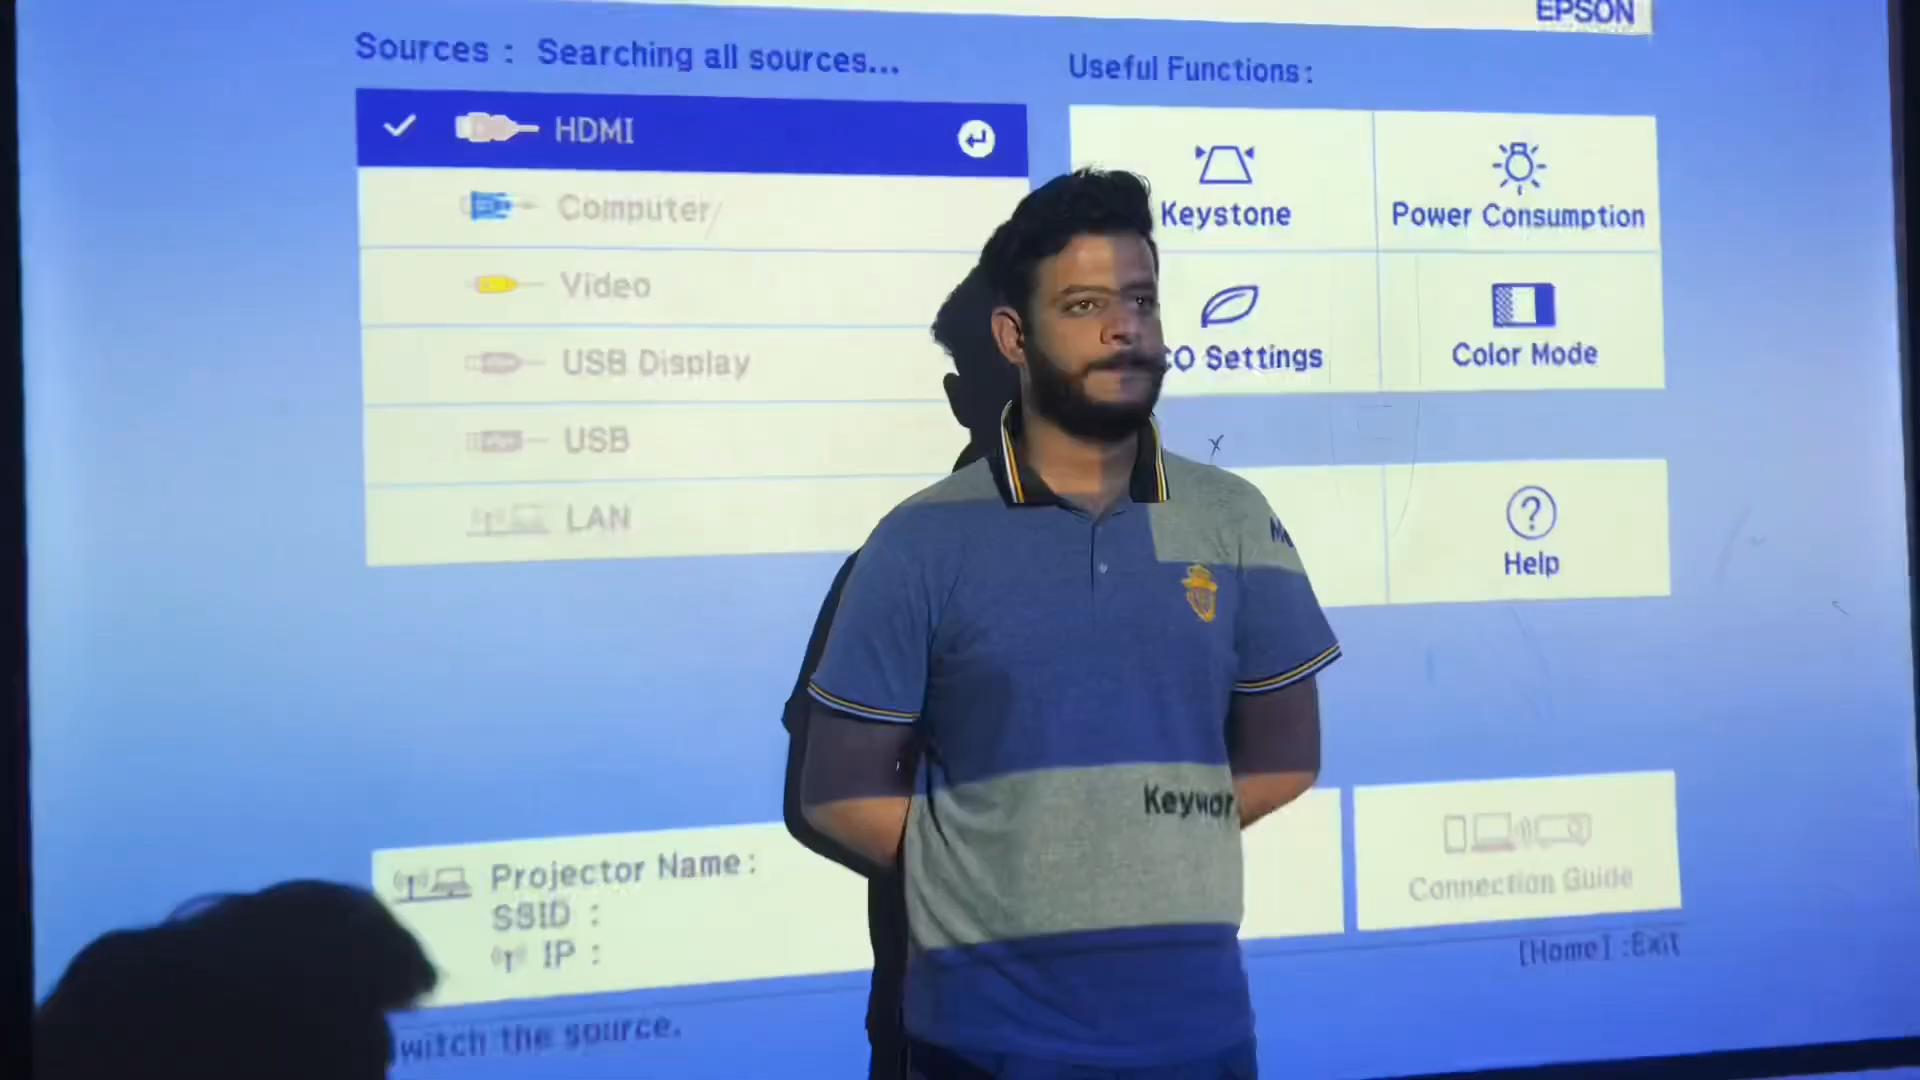 EPSON
Sources : Searching all sources...
Useful Functions:
HDMI
Computer
Video
USB Display
USB
LAN
Keystone
Power Consumption
Settings
Color Mode
Help
Projector Name :
SSID :
IP :
Connection Guide
[Home] :Exit
the source.